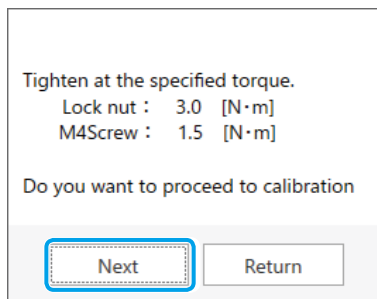 Tighten at the specified torque.
Lock nut： 3.0 [N･m]
M4Screw： 1.5 [N･m]
Do you want to proceed to calibration
Next Return